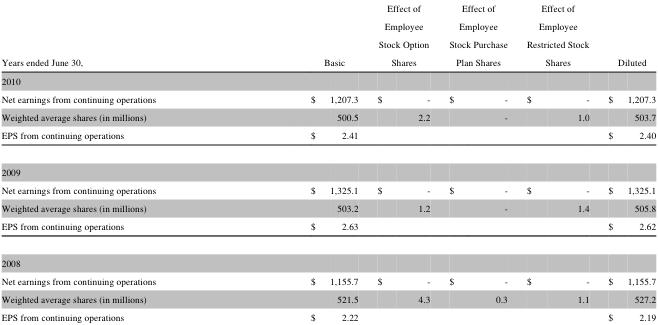 Effect of Effect of Effect of
Employee Employee Employee
Stock Option Stock Purchase Restricted Stock
Years ended June 30, Basic Shares Plan Shares Shares Diluted
2010
Net earnings from continuing operations $ 1,207.3 $ - $ - $ - $ 1,207.3
Weighted average shares (in millions) 500.5 2.2 - 1.0 503.7
EPS from continuing operations $ 2.41 $ 2.40
2009
Net earnings from continuing operations $ 1,325.1 $ - $ - $ - $ 1,325.1
Weighted average shares (in millions) 503.2 1.2 - 1.4 505.8
EPS from continuing operations $ 2.63 $ 2.62
2008
Net earnings from continuing operations $ 1,155.7 $ - $ - $ - $ 1,155.7
Weighted average shares (in millions) 521.5 4.3 0.3 1.1 527.2
EPS from continuing operations $ 2.22 $ 2.19